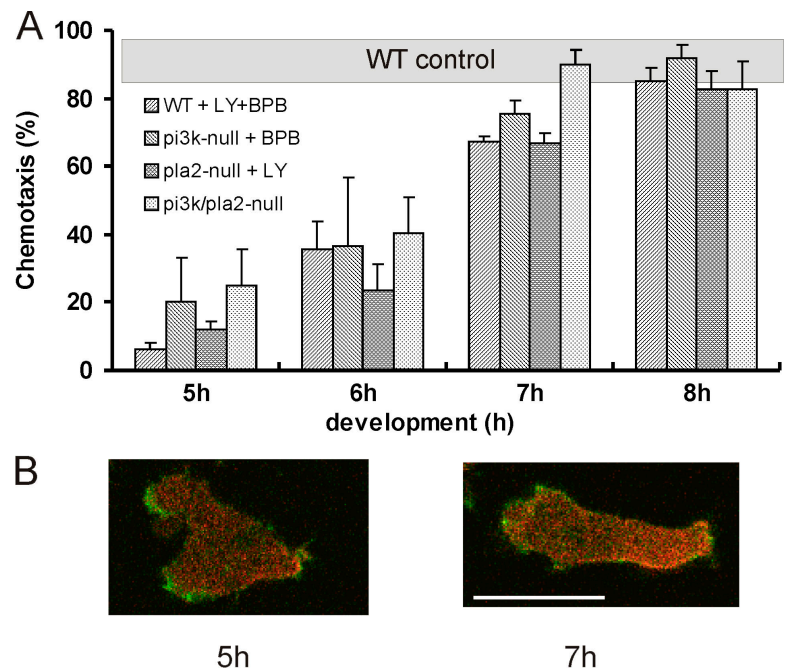 A
100
80
60
40
20
0
Chemotaxis (%)
WT control
WT + LY+BPB
pi3k-null + BPB
pla2-null + LY
pi3k/pla2-null
5h 6h 7h 8h
development (h)
B
5h 7h